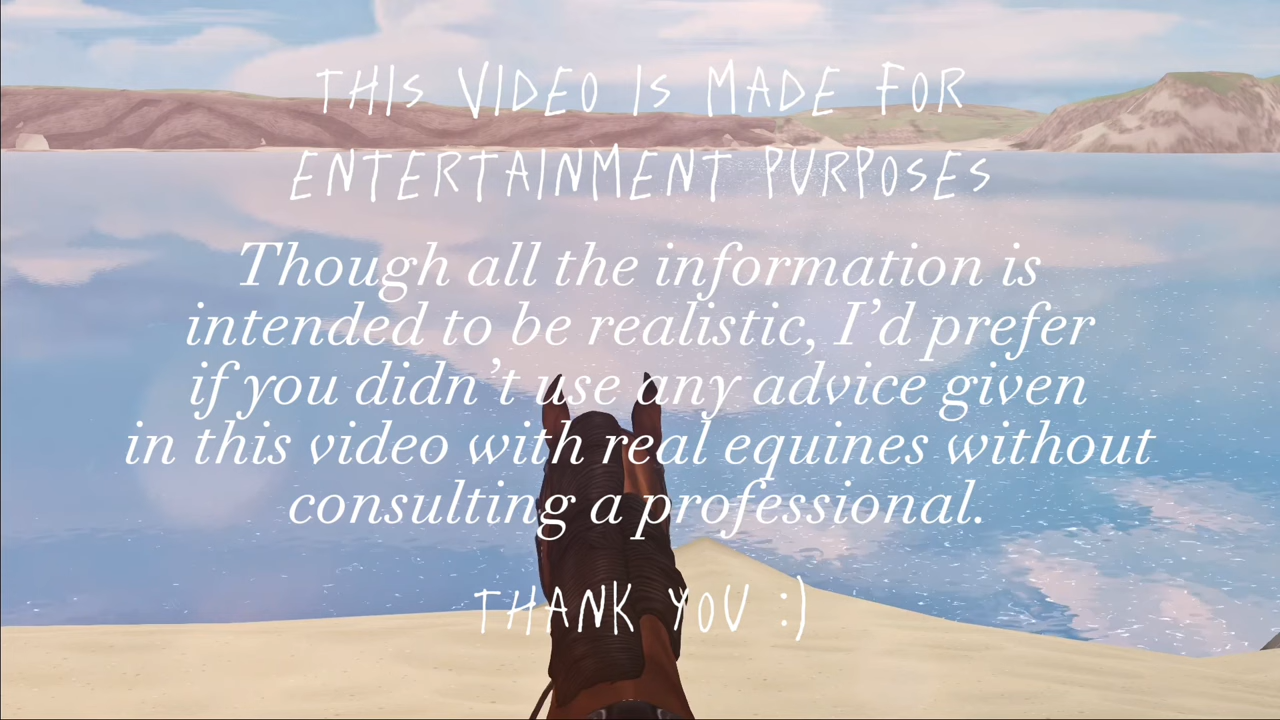 THIS VIDEO IS MADE FOR
ENTERTAINMENT PURPOSES
Though all the information is
intended to be realistic, I’d prefer
if you didn’t use any advice given
in this video with real equines without
consulting a professional.
THANK YOU :)